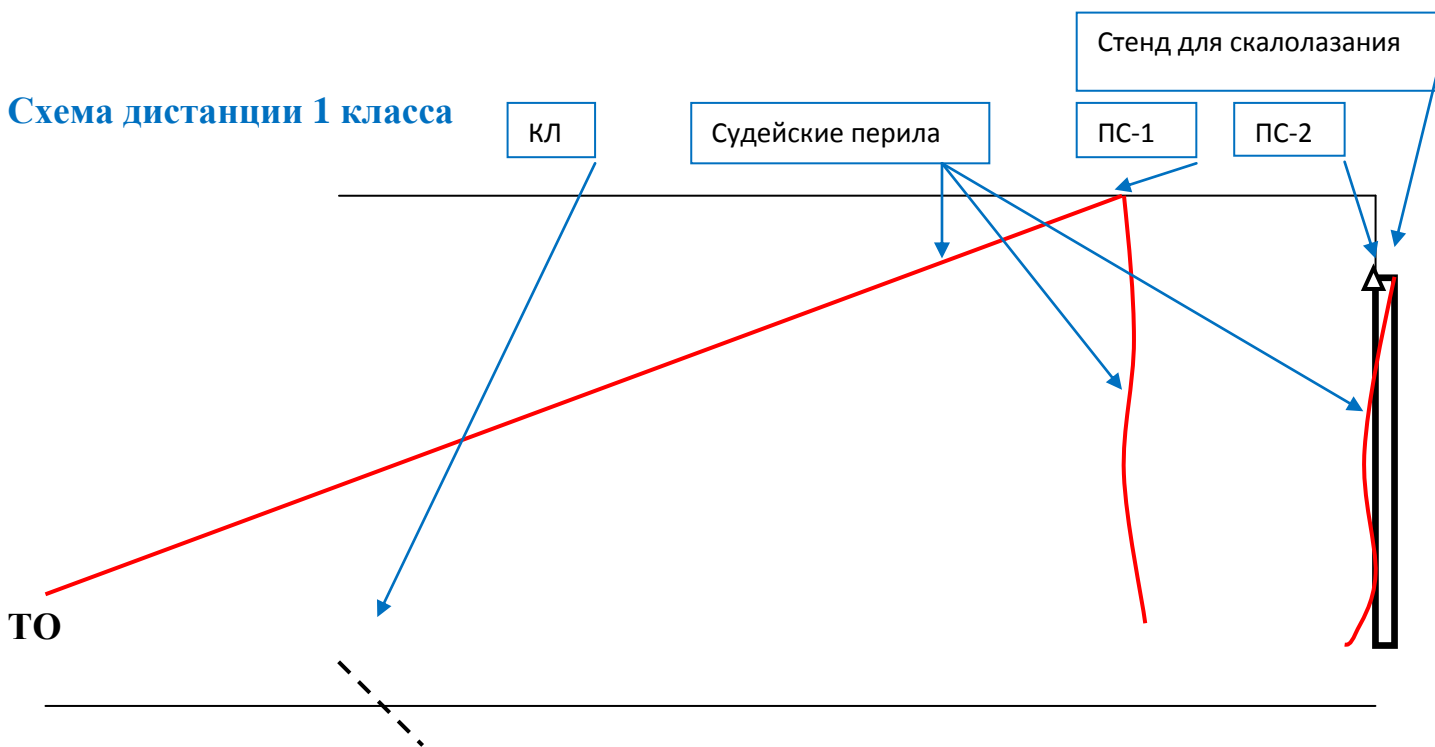 Стенд для скалолазания
Схема дистанции 1 класса
КЛ
Судейские перила
ПС-1
ПС-2
ТО